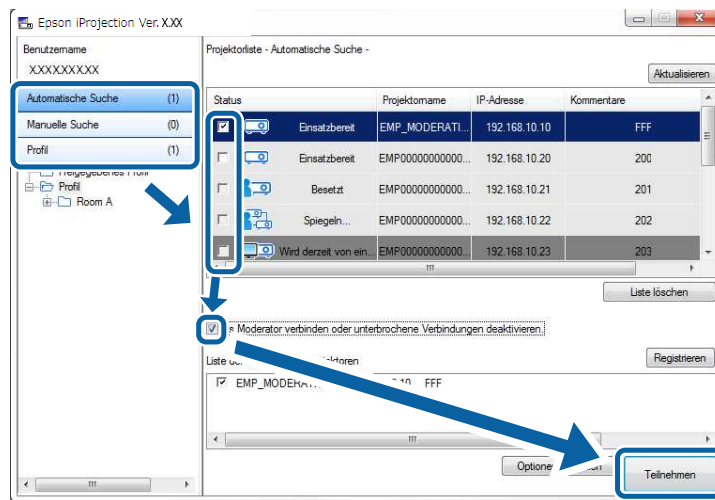 Epson iProjection Ver. X.XX
Benutzername
XXXXXXXXX
Automatische Suche (1)
Manuelle Suche (0)
Profil (1)
Profil
Room A
Projektorliste - Automatische Suche -
Aktualisieren
Status Projektorname IP-Adresse Kommentare
Einsatzbereit EMP_MODERATI... 192.168.10.10 FFF
Einsatzbereit EMP00000000000... 192.168.10.20 200
Besetzt EMP00000000000... 192.168.10.21 201
Spiegeln... EMP00000000000... 192.168.10.22 202
Wird derzeit von ein... EMP00000000000... 192.168.10.23 203
Liste löschen
Moderator verbinden oder unterbrochene Verbindungen deaktivieren.
Liste
Registrieren
FFF
Teilnehmen